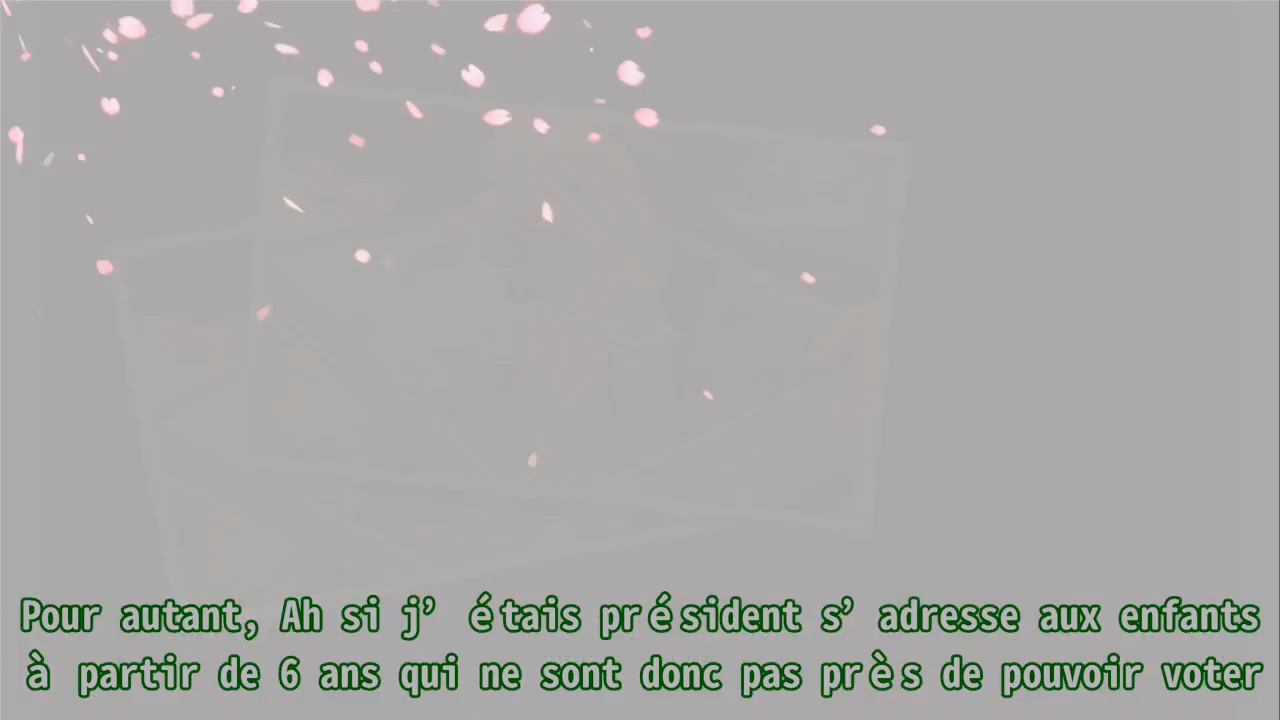 Pour autant, Ah si j’ étais président s’ adresse aux enfants
à partir de 6 ans qui ne sont donc pas près de pouvoir voter